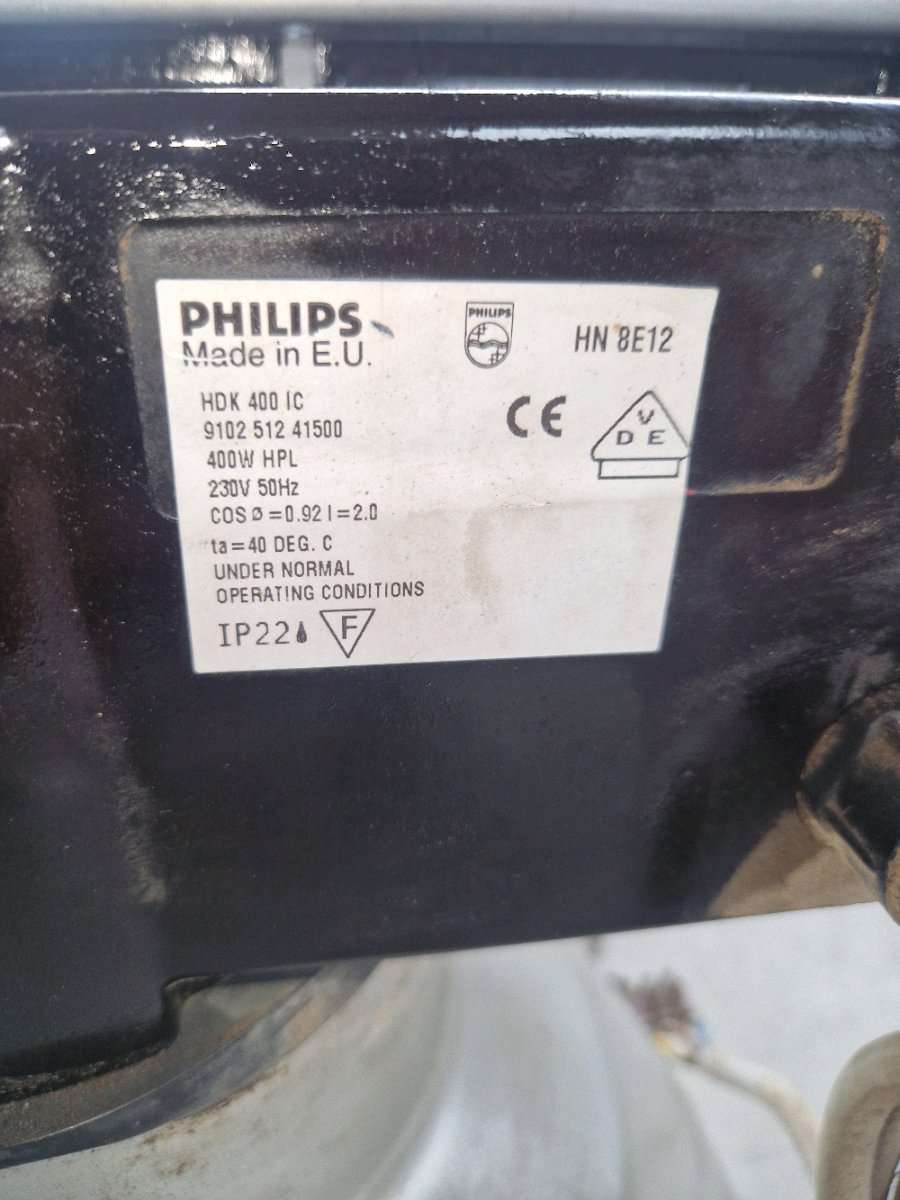 PHILIPS
Made in E.U.
PHILIPS
HN 8E12
HDK 400 IC
9102 512 41500
400W HPL
230V 50Hz
COS Ø =0.92 I=2.0
ta=40 DEG. C
UNDER NORMAL
OPERATING CONDITIONS
IP22 F
CE
V
D E